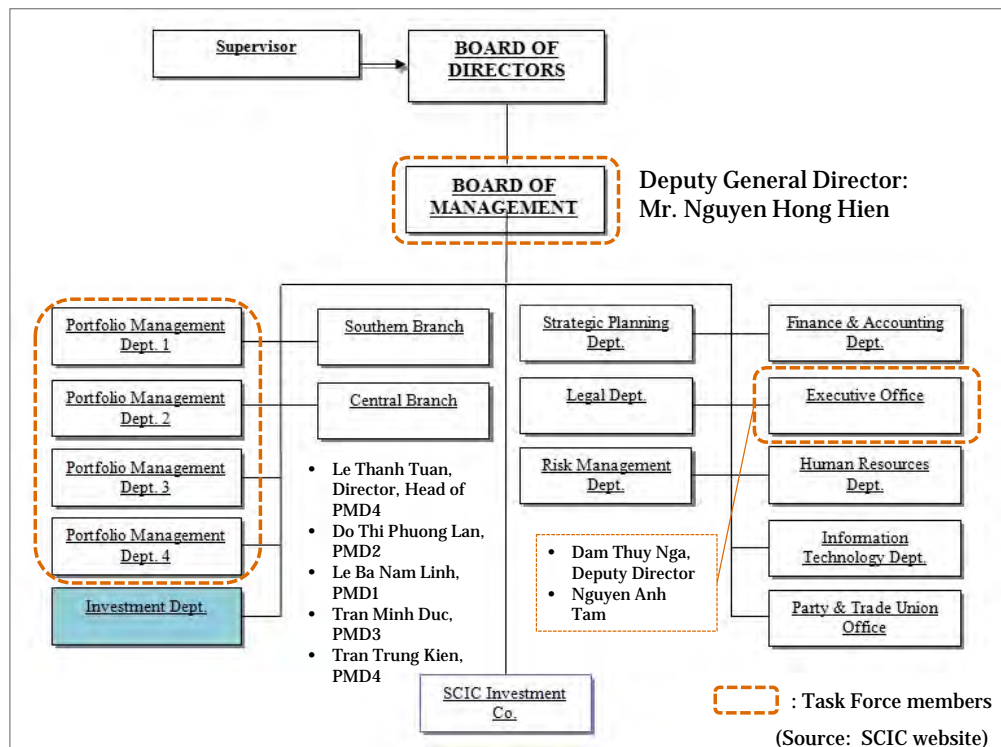 Supervisor
BOARD OF
DIRECTORS
BOARD OF
MANAGEMENT
Deputy General Director:
Mr. Nguyen Hong Hien
Portfolio Management
Dept. 1
Southern Branch
Strategic Planning
Dept.
Finance & Accounting
Dept.
Portfolio Management
Dept. 2
Central Branch
Legal Dept.
Executive Office
Portfolio Management
Dept. 3
Risk Management
Dept.
Human Resources
Dept.
Portfolio Management
Dept. 4
Information
Technology Dept.
Investment Dept.
Party & Trade Union
Office
• Le Thanh Tuan,
Director, Head of
PMD4
• Do Thi Phuong Lan,
PMD2
• Le Ba Nam Linh,
PMD1
• Tran Minh Duc,
PMD3
• Tran Trung Kien,
PMD4
• Dam Thuy Nga,
Deputy Director
• Nguyen Anh
Tam
SCIC Investment
Co.
: Task Force members
(Source: SCIC website)